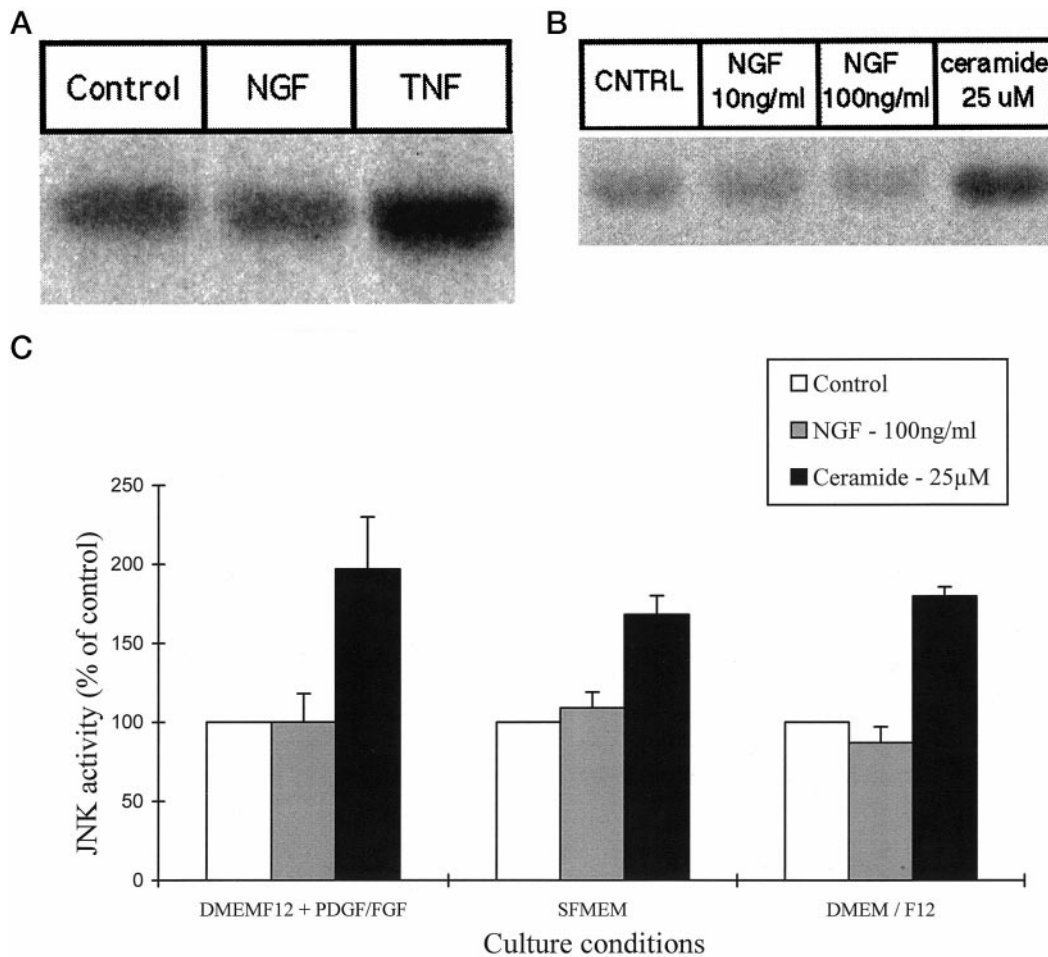 A
Control NGF TNF
B
CNTRL NGF 10ng/ml NGF 100ng/ml ceramide 25 uM
C
Control
NGF - 100ng/ml
Ceramide - 25µM
JNK activity (% of control)
250
200
150
100
50
0
DMEMF12 + PDGF/FGF SFMEM DMEM / F12
Culture conditions